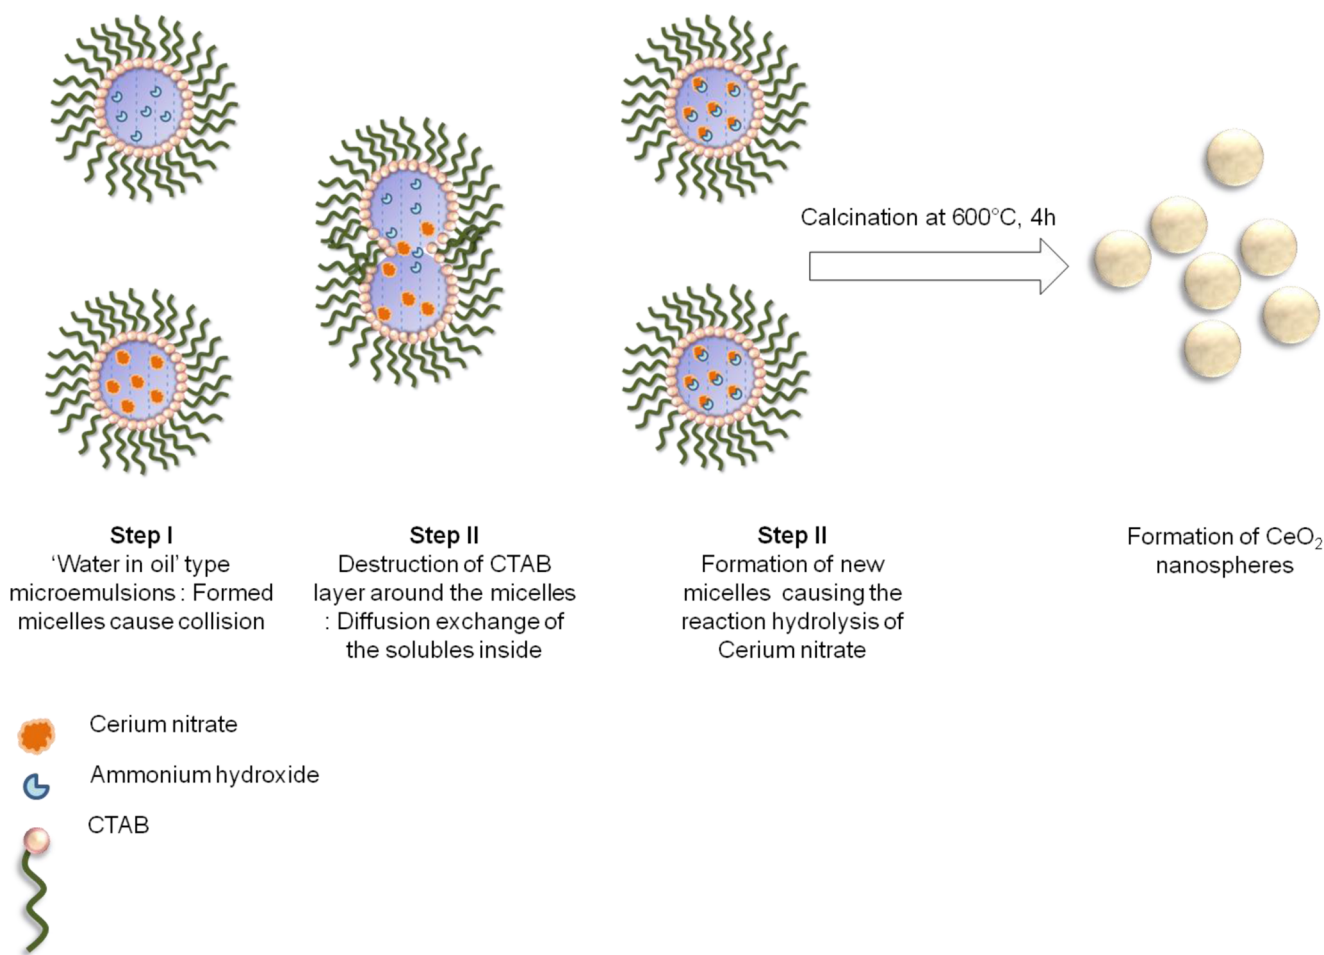 Calcination at 600°C, 4h
Step I
'Water in oil' type
microemulsions : Formed
micelles cause collision
Step II
Destruction of CTAB
layer around the micelles
: Diffusion exchange of
the solubles inside
Step II
Formation of new
micelles causing the
reaction hydrolysis of
Cerium nitrate
Formation of CeO₂
nanospheres
Cerium nitrate
Ammonium hydroxide
CTAB